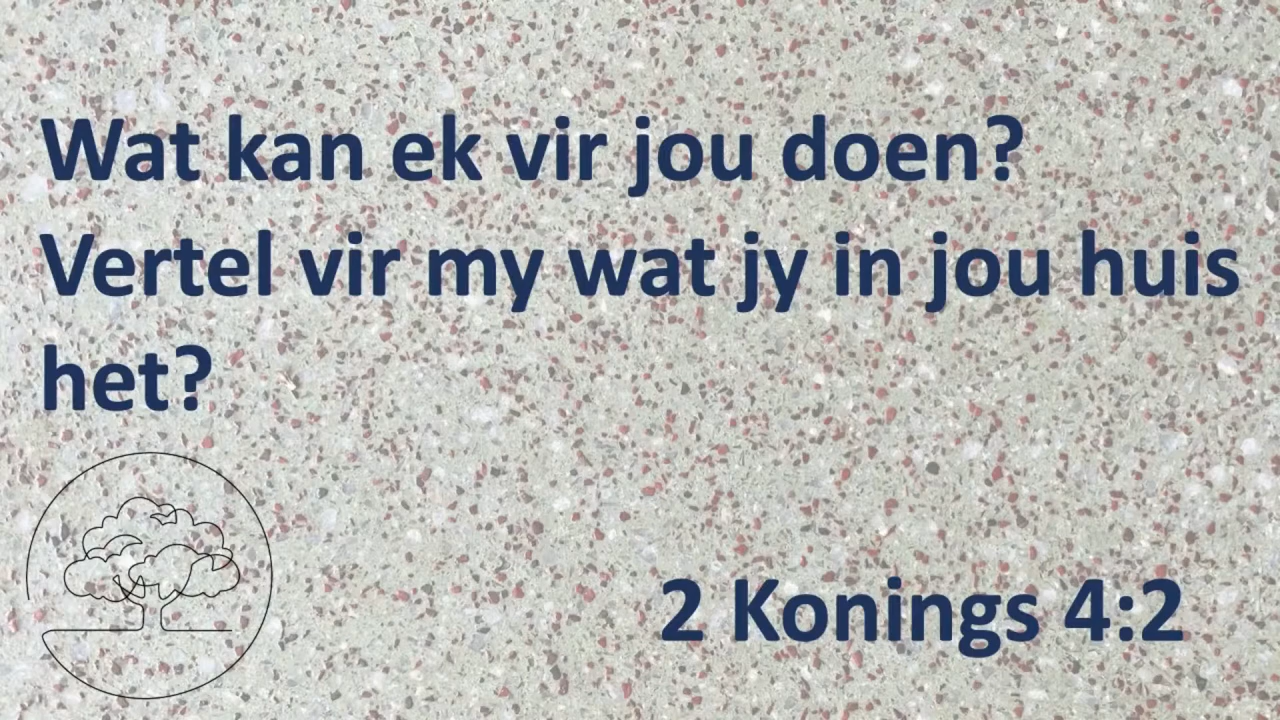 Wat kan ek vir jou doen?
Vertel vir my wat jy in jou huis
het?
2 Konings 4:2